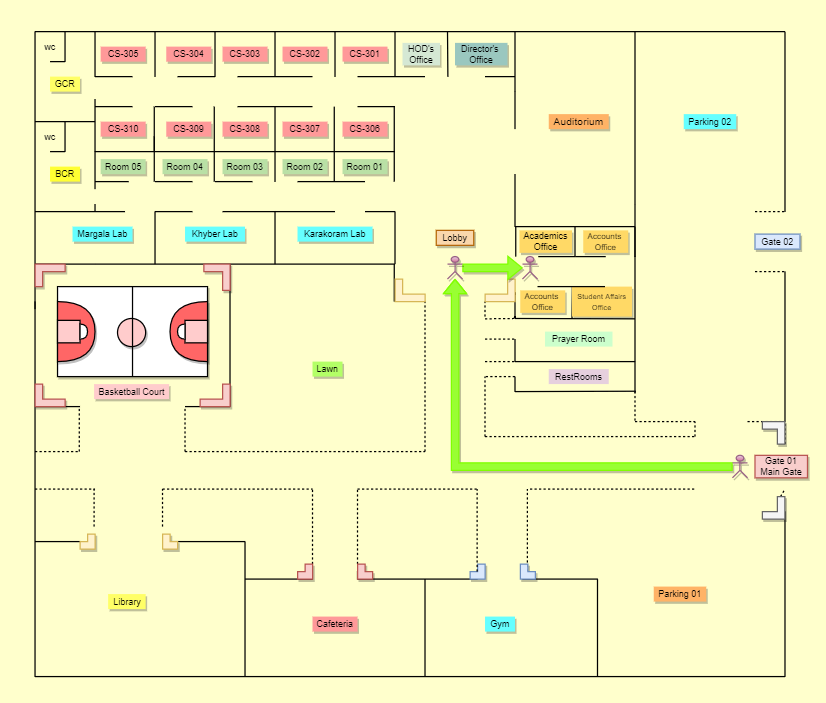 wc
CS-305
CS-304
CS-303
CS-302
CS-301
HOD's
Office
Director's
Office
GCR
Auditorium
Parking 02
CS-310
CS-309
CS-308
CS-307
CS-306
wc
BCR
Room 05
Room 04
Room 03
Room 02
Room 01
Margala Lab
Khyber Lab
Karakoram Lab
Lobby
Academics
Office
Accounts
Office
Gate 02
Accounts
Office
Student Affairs
Office
Prayer Room
Lawn
RestRooms
Basketball Court
Gate 01
Main Gate
Library
Cafeteria
Gym
Parking 01